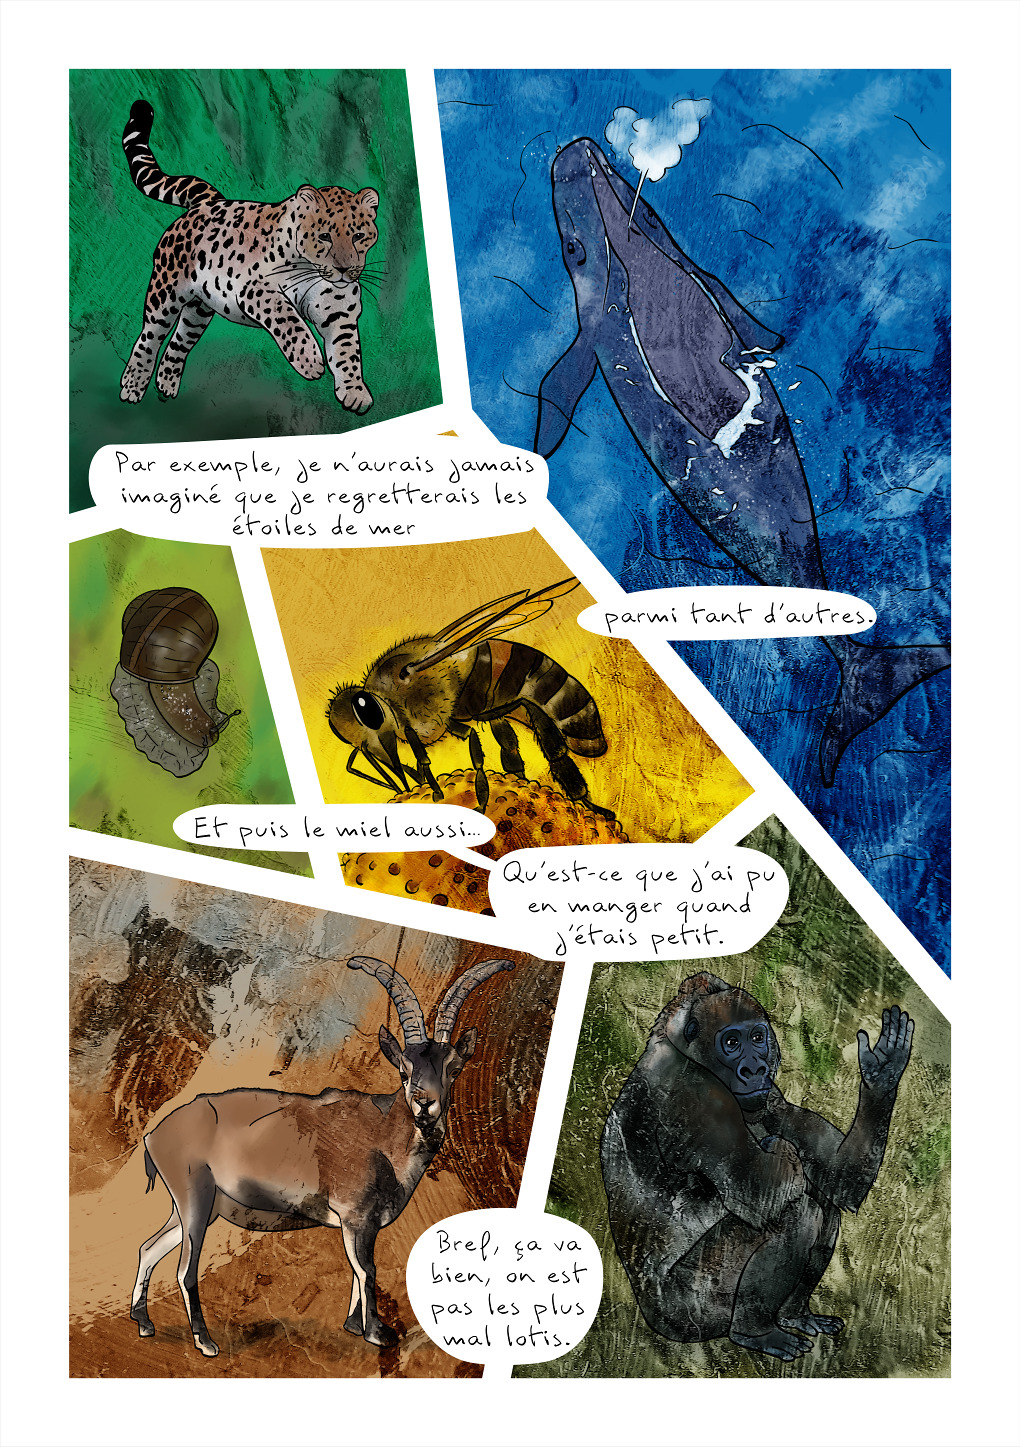 Par exemple, je n'aurais jamais
imaginé que je regretterais les
étoiles de mer
parmi tant d'autres.
Et puis le miel aussi...
Qu'est-ce que j'ai pu
en manger quand
j'étais petit.
Bref, ça va
bien, on est
pas les plus
mal lotis.